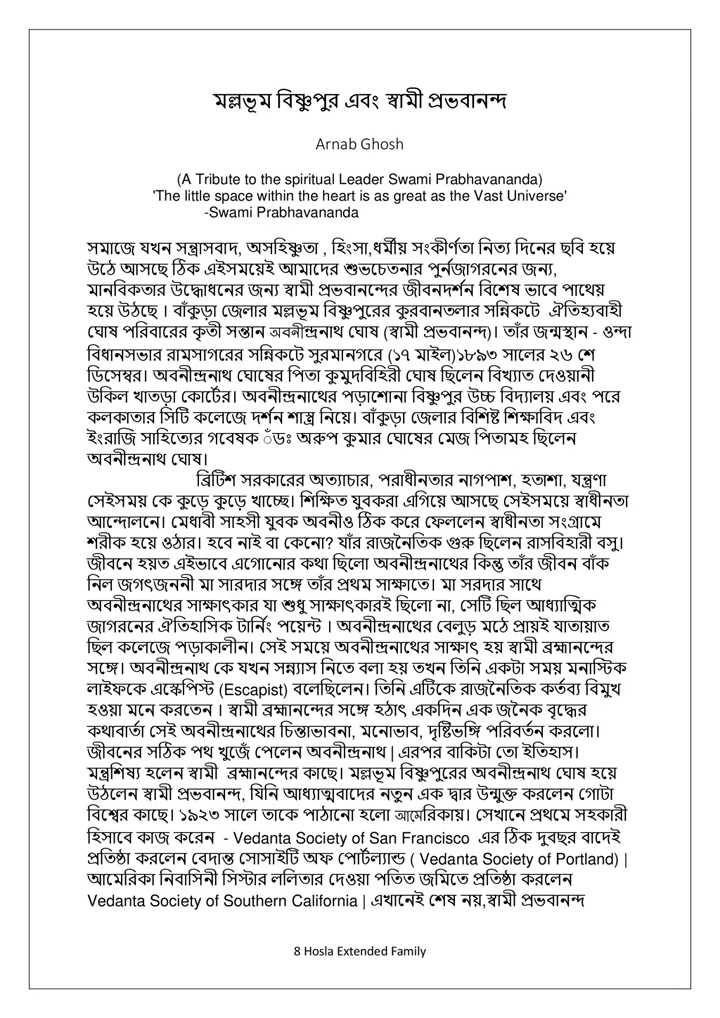 মল্লভূম বিষ্ণুপুর এবং স্বামী প্রভবানন্দ
Arnab Ghosh
(A Tribute to the spiritual Leader Swami Prabhavananda)
'The little space within the heart is as great as the Vast Universe'
-Swami Prabhavananda
সমাজে যখন সন্ত্রাসবাদ, অসহিষ্ণুতা , হিংসা,ধর্মীয় সংকীর্ণতা নিত্য দিনের ছবি হয়ে
উঠে আসছে ঠিক এইসময়েই আমাদের শুভচেতনার পুর্নজাগরনের জন্য,
মানবিকতার উদ্ধোধনের জন্য স্বামী প্রভবানন্দের জীবনদর্শন বিশেষ ভাবে পাথেয়
হয়ে উঠছে । বাঁকুড়া জেলার মল্লভূম বিষ্ণুপুরের কুরবানতলার সন্নিকটে ঐতিহ্যবাহী
ঘোষ পরিবারের কৃতী সন্তান অবনীন্দ্রনাথ ঘোষ (স্বামী প্রভবানন্দ)। তাঁর জন্মস্থান - ওন্দা
বিধানসভার রামসাগরের সন্নিকটে সুরমানগরে (১৭ মাইল)১৮৯৩ সালের ২৬ শে
ডিসেম্বর। অবনীন্দ্রনাথ ঘোষের পিতা কুমুদবিহিরী ঘোষ ছিলেন বিখ্যাত দেওয়ানী
উকিল খাতড়া কোর্টের। অবনীন্দ্রনাথের পড়াশোনা বিষ্ণুপুর উচ্চ বিদ্যালয় এবং পরে
কলকাতার সিটি কলেজে দর্শন শাস্ত্র নিয়ে। বাঁকুড়া জেলার বিশিষ্ট শিক্ষাবিদ এবং
ইংরাজি সাহিত্যের গবেষক ঁডঃ অরুপ কুমার ঘোষের মেজ পিতামহ ছিলেন
অবনীন্দ্রনাথ ঘোষ।
ব্রিটিশ সরকারের অত্যাচার, পরাধীনতার নাগপাশ, হতাশা, যন্ত্রণা
সেইসময় কে কুড়ে কুড়ে খাচ্ছে। শিক্ষিত যুবকরা এগিয়ে আসছে সেইসময়ে স্বাধীনতা
আন্দোলনে। মেধাবী সাহসী যুবক অবনীও ঠিক করে ফেললেন স্বাধীনতা সংগ্রামে
শরীক হয়ে ওঠার। হবে নাই বা কেনো? যাঁর রাজনৈতিক গুরু ছিলেন রাসবিহারী বসু।
জীবনে হয়ত এইভাবে এগোনোর কথা ছিলো অবনীন্দ্রনাথের কিন্তু তাঁর জীবন বাঁক
নিল জগৎজননী মা সারদার সঙ্গে তাঁর প্রথম সাক্ষাতে। মা সরদার সাথে
অবনীন্দ্রনাথের সাক্ষাৎকার যা শুধু সাক্ষাৎকারই ছিলো না, সেটি ছিল আধ্যাত্মিক
জাগরনের ঐতিহাসিক টার্নিং পয়েন্ট । অবনীন্দ্রনাথের বেলুড় মঠে প্রায়ই যাতায়াত
ছিল কলেজে পড়াকালীন। সেই সময়ে অবনীন্দ্রনাথের সাক্ষাৎ হয় স্বামী ব্রহ্মানন্দের
সঙ্গে। অবনীন্দ্রনাথ কে যখন সন্ন্যাস নিতে বলা হয় তখন তিনি একটা সময় মনাস্টিক
লাইফকে এস্কেপিস্ট (Escapist) বলেছিলেন। তিনি এটিকে রাজনৈতিক কর্তব্য বিমুখ
হওয়া মনে করতেন । স্বামী ব্রহ্মানন্দের সঙ্গে হঠাৎ একদিন এক জনৈক বৃদ্ধের
কথাবার্তা সেই অবনীন্দ্রনাথের চিন্তাভাবনা, মনোভাব, দৃষ্টিভঙ্গি পরিবর্তন করলো।
জীবনের সঠিক পথ খুজেঁ পেলেন অবনীন্দ্রনাথ | এরপর বাকিটা তো ইতিহাস।
মন্ত্রশিষ্য হলেন স্বামী ব্রহ্মানন্দের কাছে। মল্লভূম বিষ্ণুপুরের অবনীন্দ্রনাথ ঘোষ হয়ে
উঠলেন স্বামী প্রভবানন্দ, যিনি আধ্যাত্মবাদের নতুন এক দ্বার উন্মুক্ত করলেন গোটা
বিশ্বের কাছে। ১৯২৩ সালে তাকে পাঠানো হলো আমেরিকায়। সেখানে প্রথমে সহকারী
হিসাবে কাজ করেন - Vedanta Society of San Francisco এর ঠিক দুবছর বাদেই
প্রতিষ্ঠা করলেন বেদান্ত সোসাইটি অফ পোর্টল্যান্ড ( Vedanta Society of Portland) |
আমেরিকা নিবাসিনী সিস্টার ললিতার দেওয়া পতিত জমিতে প্রতিষ্ঠা করলেন
Vedanta Society of Southern California | এখানেই শেষ নয়,স্বামী প্রভবানন্দ
8 Hosla Extended Family